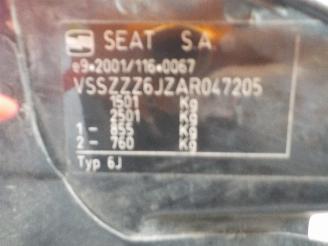 SEAT S.A.
e9*2001/116*0067
VSSZZZ6JZAR047205
1501 Kg
2501 Kg
1- 855 Kg
2- 760 Kg
Typ 6J